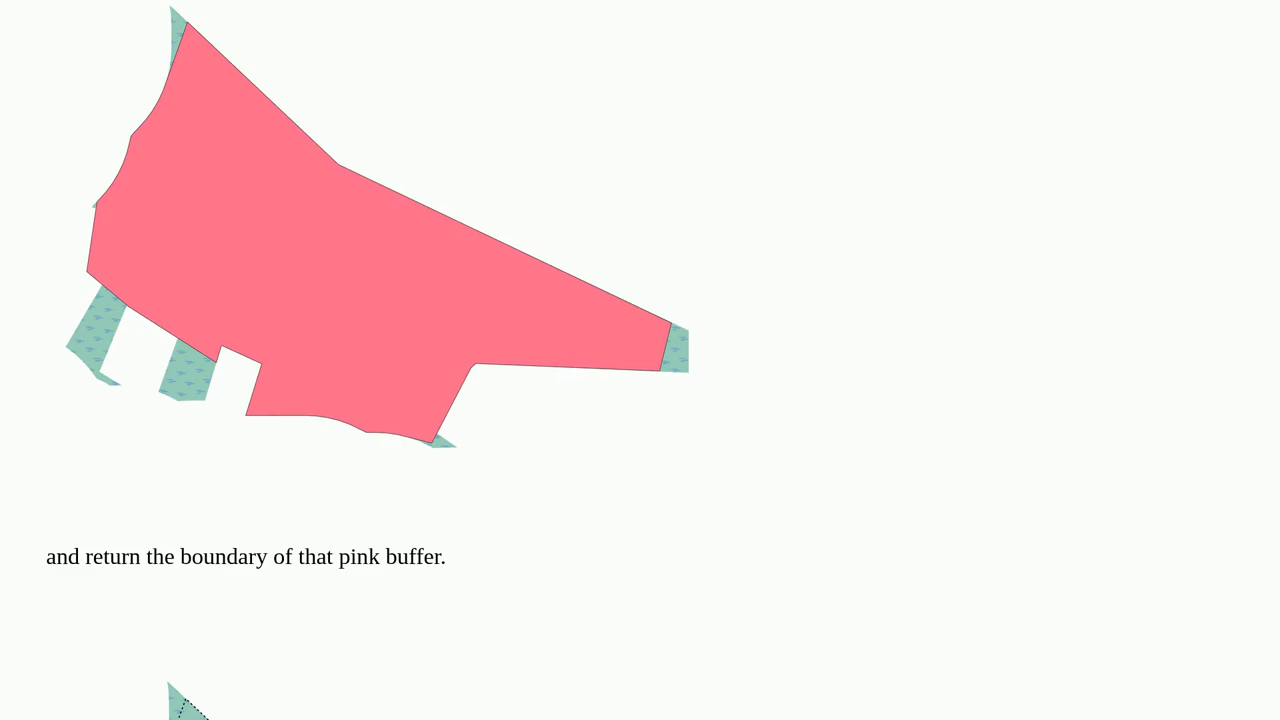 and return the boundary of that pink buffer.